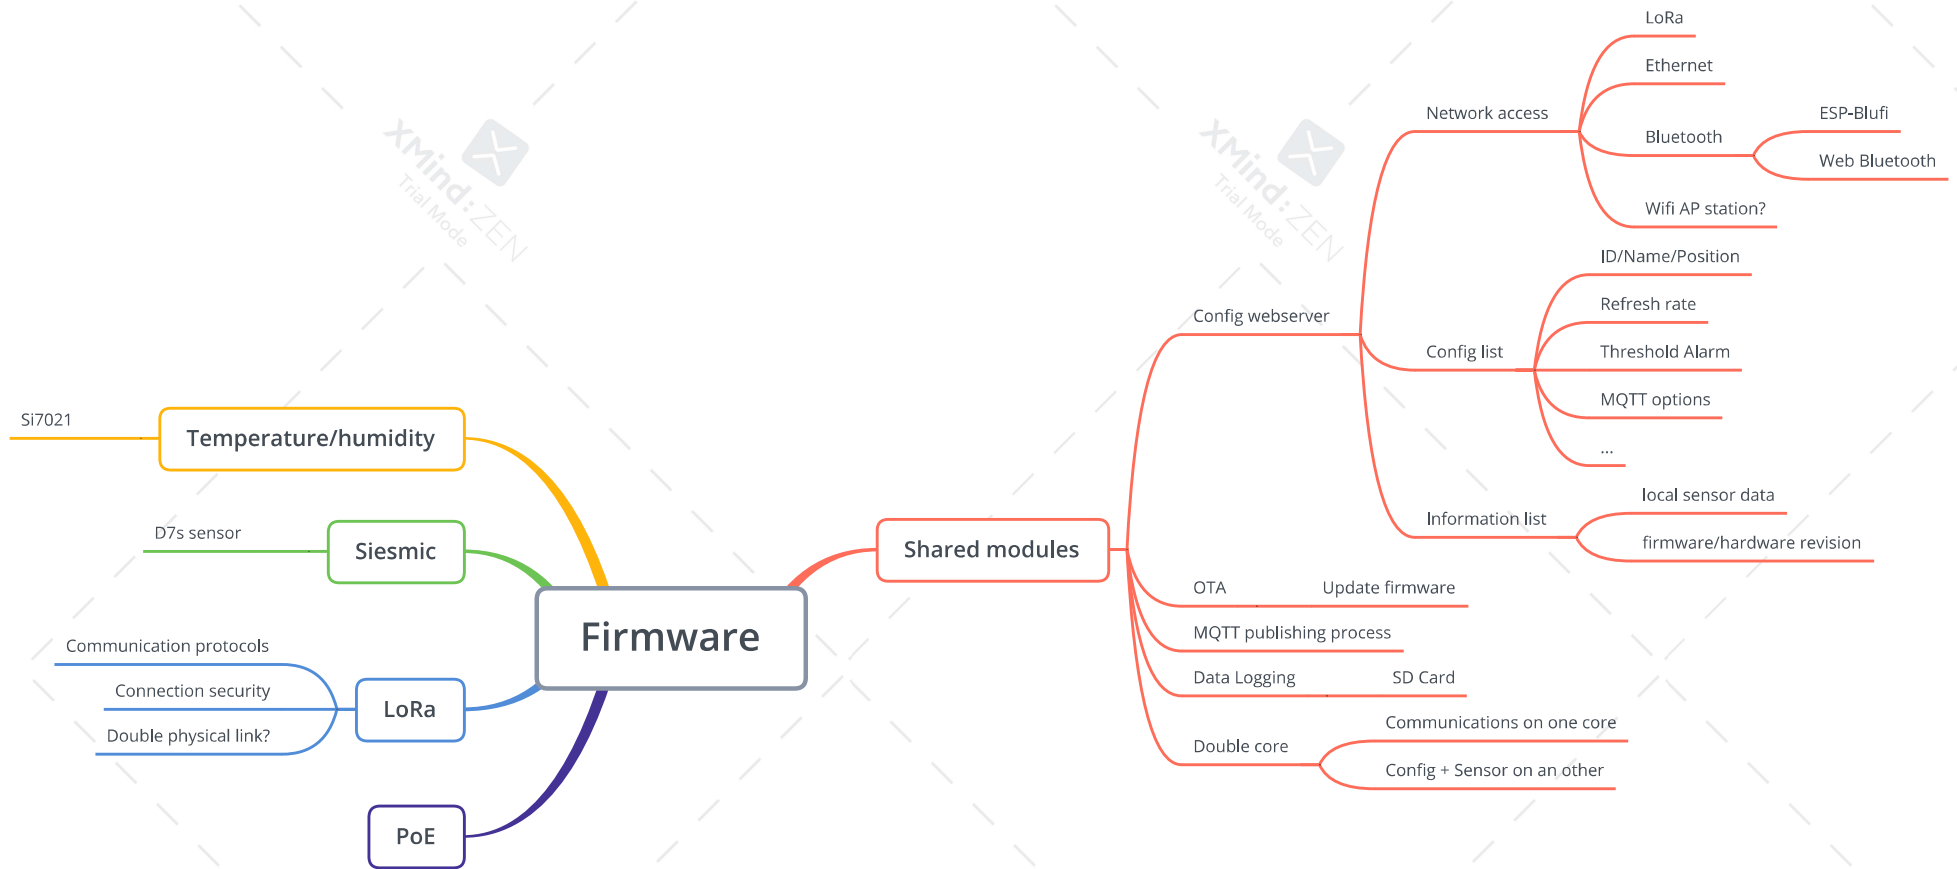 Firmware
Temperature/humidity
Si7021
Siesmic
D7s sensor
LoRa
Communication protocols
Connection security
Double physical link?
PoE
Shared modules
Config webserver
Network access
LoRa
Ethernet
Bluetooth
ESP-Blufi
Web Bluetooth
Wifi AP station?
Config list
ID/Name/Position
Refresh rate
Threshold Alarm
MQTT options
...
Information list
local sensor data
firmware/hardware revision
OTA
Update firmware
MQTT publishing process
Data Logging
SD Card
Double core
Communications on one core
Config + Sensor on an other
XMind:ZEN
Trial Mode
XMind:ZEN
Trial Mode